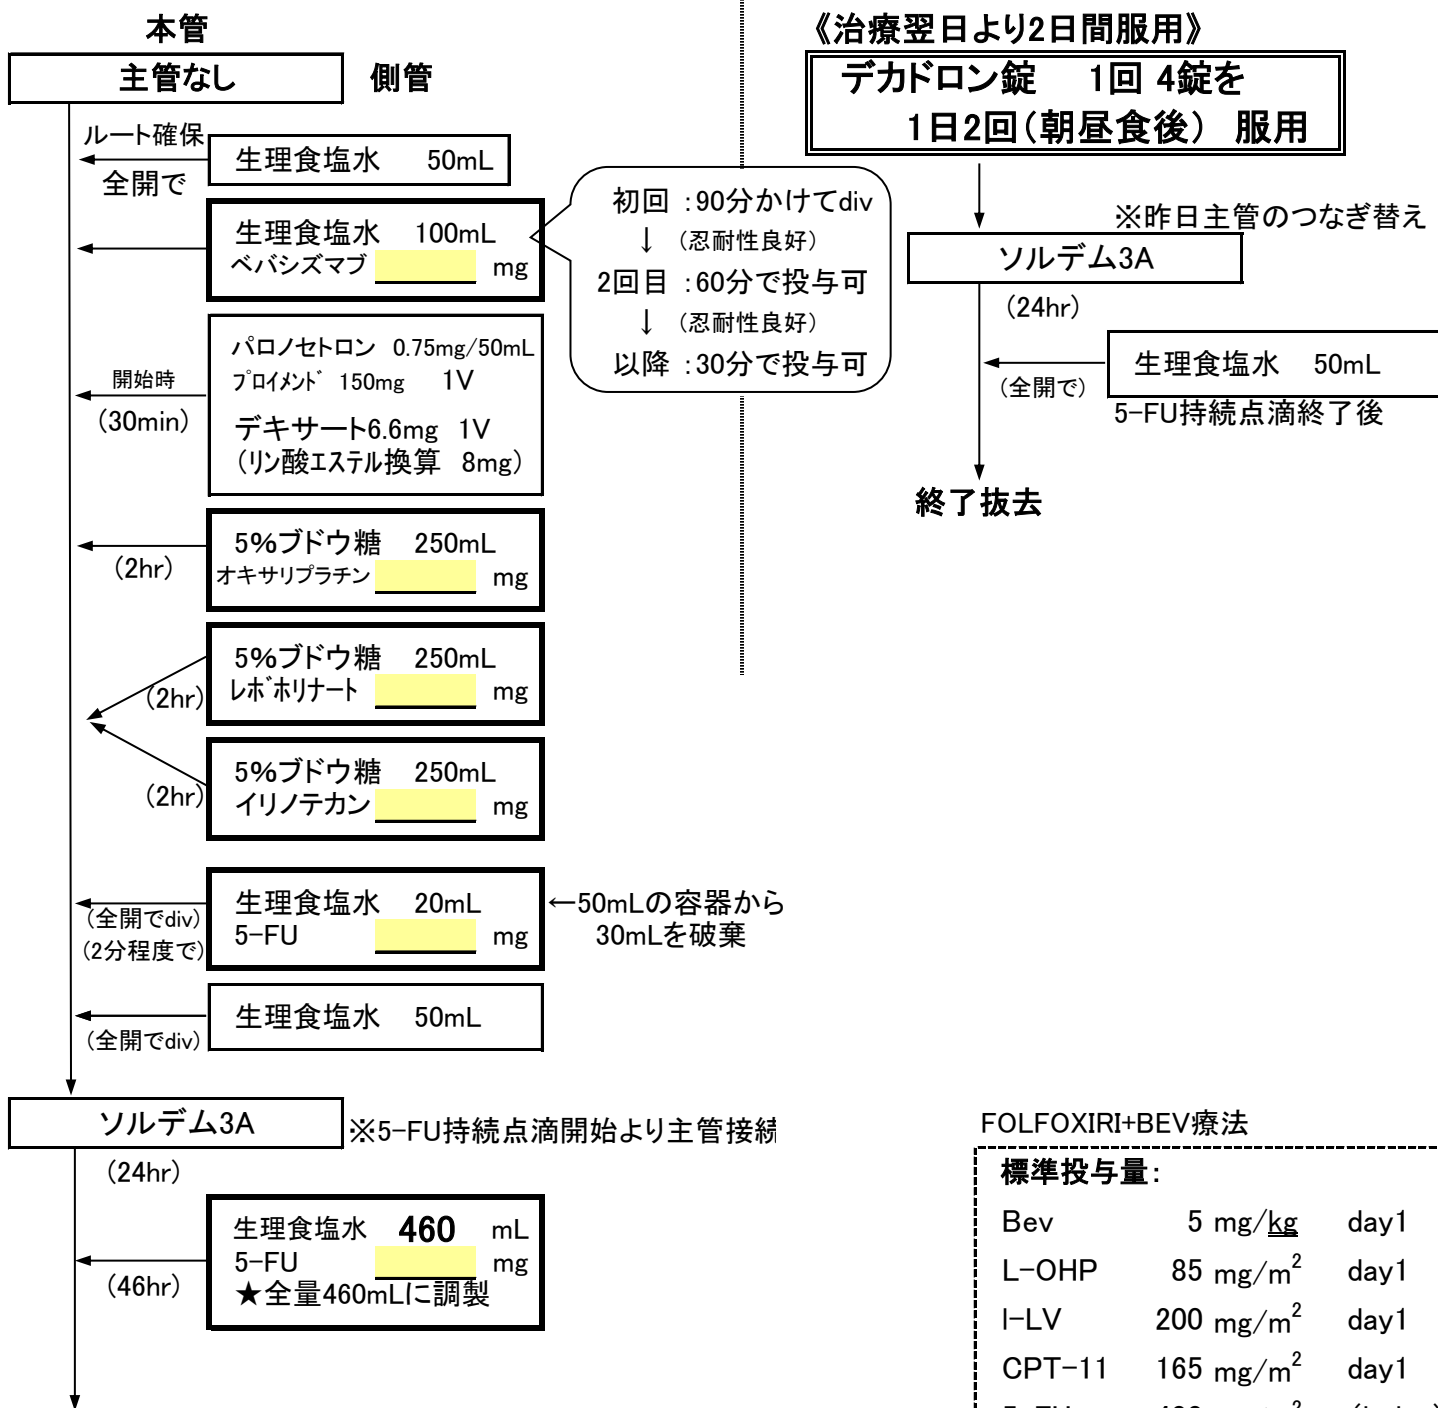 本管
主管なし
側管
ルート確保
全開で
生理食塩水 50mL
生理食塩水 100mL
ベバシズマブ mg
初回 :90分かけてdiv
↓ (忍耐性良好)
2回目 :60分で投与可
↓ (忍耐性良好)
以降 :30分で投与可
開始時
(30min)
パロノセトロン 0.75mg/50mL
プロイメンド 150mg 1V
デキサート6.6mg 1V
(リン酸エステル換算 8mg)
5%ブドウ糖 250mL
オキサリプラチン mg
(2hr)
5%ブドウ糖 250mL
レボホリナート mg
(2hr)
5%ブドウ糖 250mL
イリノテカン mg
(2hr)
生理食塩水 20mL
5-FU mg
(全開でdiv)
(2分程度で)
←50mLの容器から
30mLを破棄
生理食塩水 50mL
(全開でdiv)
ソルデム3A
※5-FU持続点滴開始より主管接続
(24hr)
生理食塩水 460 mL
5-FU mg
★全量460mLに調製
(46hr)
《治療翌日より2日間服用》
デカドロン錠 1回 4錠を
1日2回(朝昼食後) 服用
※昨日主管のつなぎ替え
ソルデム3A
(24hr)
生理食塩水 50mL
(全開で)
5-FU持続点滴終了後
終了抜去
FOLFOXIRI+BEV療法
標準投与量:
Bev 5 mg/kg day1
L-OHP 85 mg/m² day1
l-LV 200 mg/m² day1
CPT-11 165 mg/m² day1